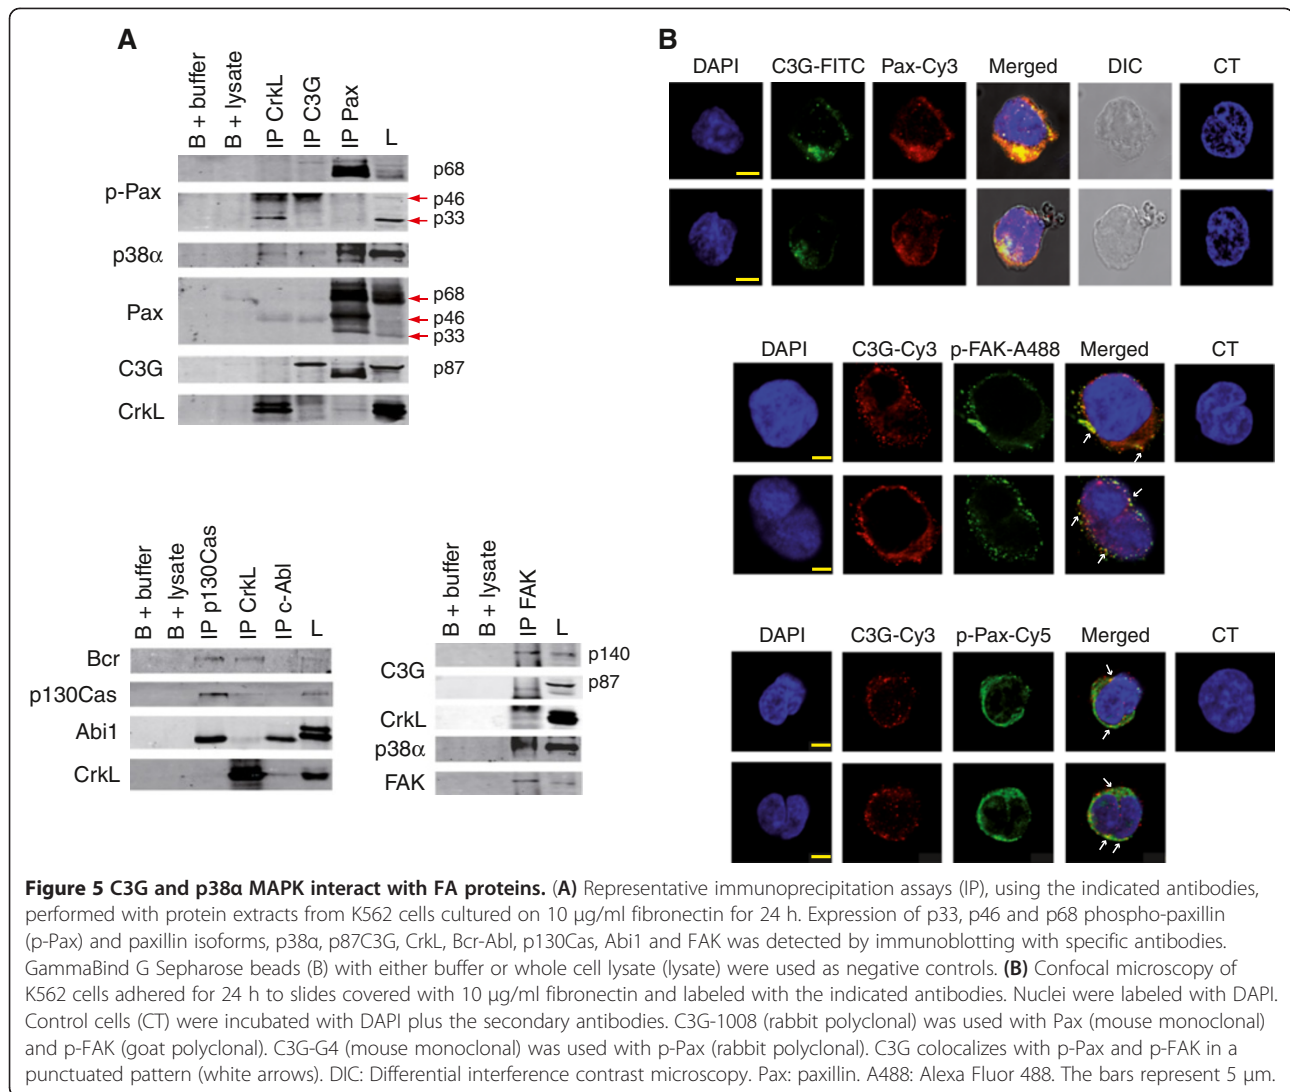 A
B + buffer
B + lysate
IP CrkL
IP C3G
IP Pax
L
p-Pax
p68
p46
p33
p38α
Pax
p68
p46
p33
C3G
p87
CrkL
B + buffer
B + lysate
IP p130Cas
IP CrkL
IP c-Abl
L
Bcr
p130Cas
Abi1
CrkL
B + buffer
B + lysate
IP FAK
L
C3G
p140
p87
CrkL
p38α
FAK
B
DAPI C3G-FITC Pax-Cy3 Merged DIC CT
DAPI C3G-Cy3 p-FAK-A488 Merged CT
DAPI C3G-Cy3 p-Pax-Cy5 Merged CT
Figure 5 C3G and p38α MAPK interact with FA proteins. (A) Representative immunoprecipitation assays (IP), using the indicated antibodies,
performed with protein extracts from K562 cells cultured on 10 μg/ml fibronectin for 24 h. Expression of p33, p46 and p68 phospho-paxillin
(p-Pax) and paxillin isoforms, p38α, p87C3G, CrkL, Bcr-Abl, p130Cas, Abi1 and FAK was detected by immunoblotting with specific antibodies.
GammaBind G Sepharose beads (B) with either buffer or whole cell lysate (lysate) were used as negative controls. (B) Confocal microscopy of
K562 cells adhered for 24 h to slides covered with 10 μg/ml fibronectin and labeled with the indicated antibodies. Nuclei were labeled with DAPI.
Control cells (CT) were incubated with DAPI plus the secondary antibodies. C3G-1008 (rabbit polyclonal) was used with Pax (mouse monoclonal)
and p-FAK (goat polyclonal). C3G-G4 (mouse monoclonal) was used with p-Pax (rabbit polyclonal). C3G colocalizes with p-Pax and p-FAK in a
punctuated pattern (white arrows). DIC: Differential interference contrast microscopy. Pax: paxillin. A488: Alexa Fluor 488. The bars represent 5 μm.